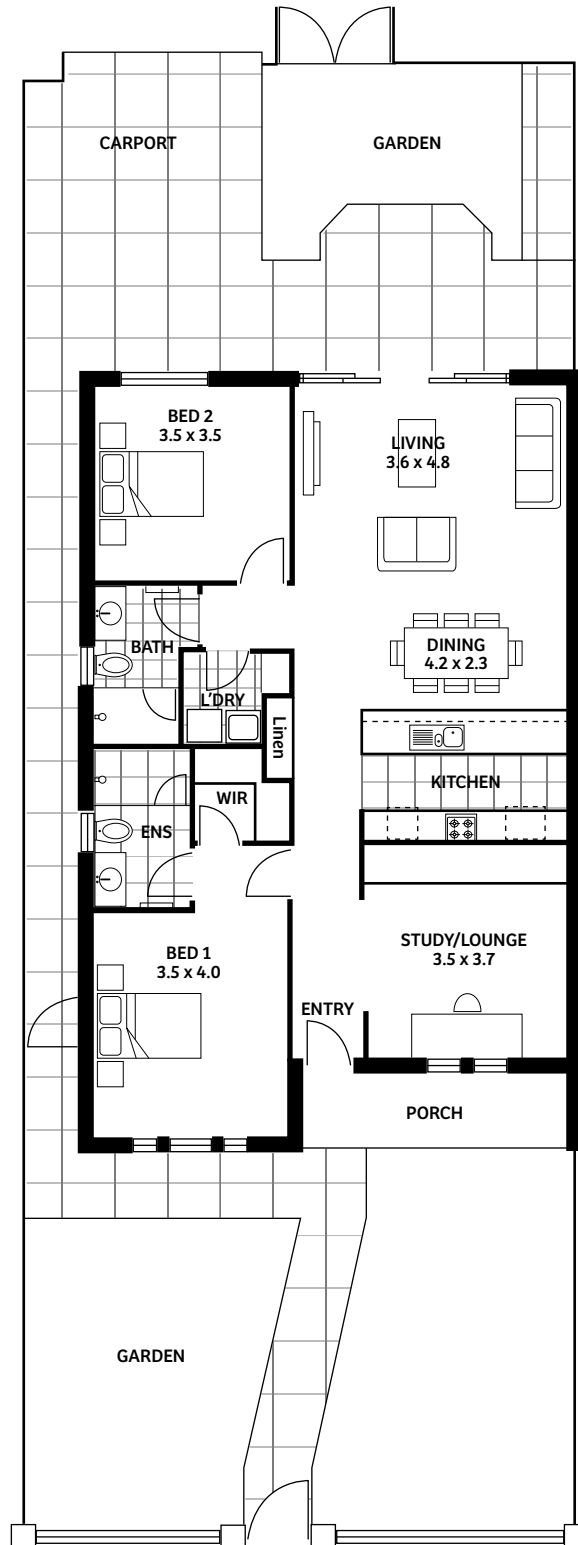 CARPORT
GARDEN
BED 2
3.5 x 3.5
LIVING
3.6 x 4.8
BATH
DINING
4.2 x 2.3
L'DRY
Linen
KITCHEN
WIR
ENS
STUDY/LOUNGE
3.5 x 3.7
BED 1
3.5 x 4.0
ENTRY
PORCH
GARDEN